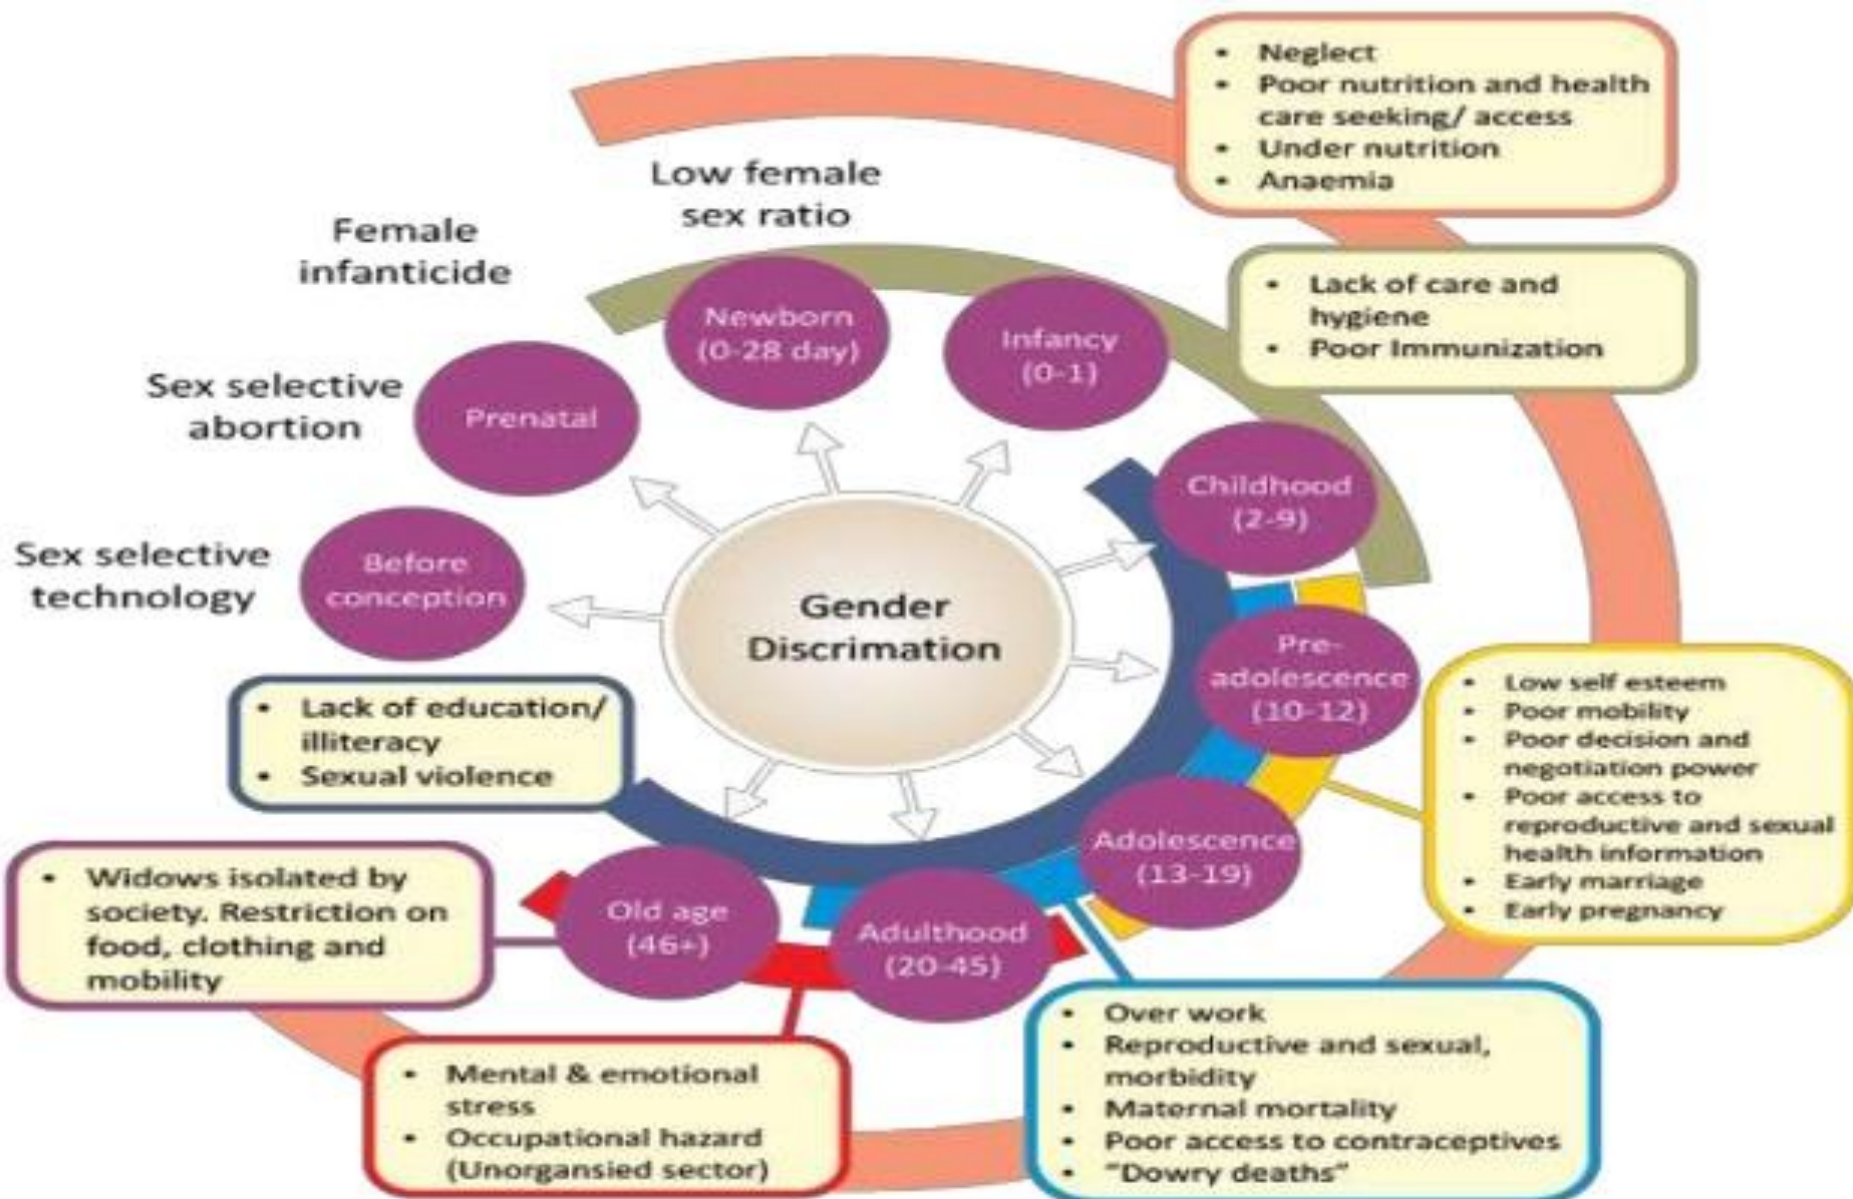 Neglect
Poor nutrition and health
care seeking/ access
Under nutrition
Anaemia
Low female
sex ratio
Female
infanticide
Lack of care and
hygiene
Poor Immunization
Newborn
(0-28 day)
Infancy
(0-1)
Sex selective
abortion
Prenatal
Childhood
(2-9)
Sex selective
technology
Before
conception
Gender
Discrimation
Pre-
adolescence
(10-12)
Low self esteem
Poor mobility
Poor decision and
negotiation power
Poor access to
reproductive and sexual
health information
Early marriage
Early pregnancy
Lack of education/
illiteracy
Sexual violence
Adolescence
(13-19)
Widows isolated by
society. Restriction on
food, clothing and
mobility
Old age
(46+)
Adulthood
(20-45)
Over work
Reproductive and sexual,
morbidity
Maternal mortality
Poor access to contraceptives
"Dowry deaths"
Mental & emotional
stress
Occupational hazard
(Unorgansied sector)